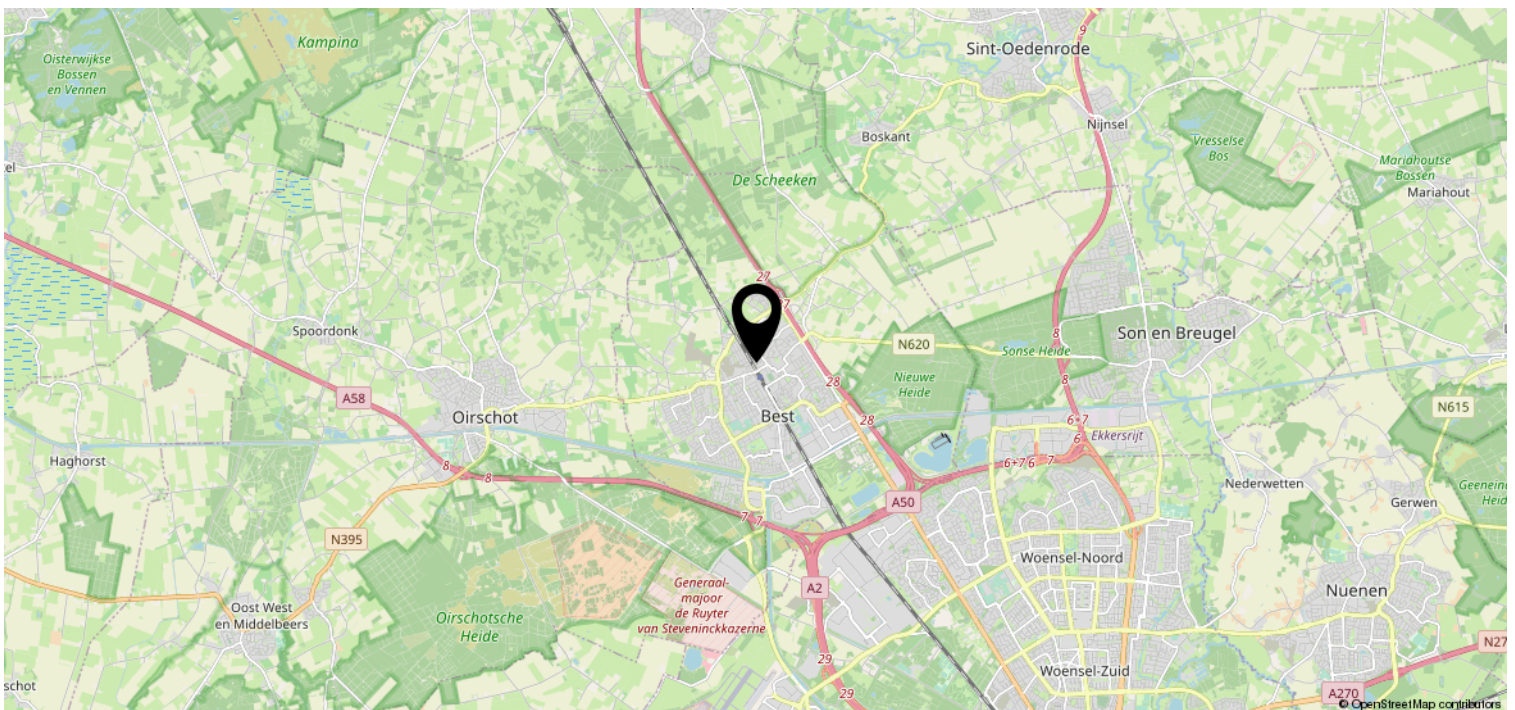 Kampina
Oisterwijkse
Bossen
en Vennen
Sint-Oedenrode
9
Nijnsel
Boskant
Vresselse
Bos
Mariahoutse
Bossen
Mariahout
De Scheeken
27
Spoordonk
N620
Son en Breugel
8
Sonse Heide
Nieuwe
Heide
28
8
A58
Oirschot
Best
28
N615
6+7
6
Ekkersrijt
Haghorst
8
8
6+7
6
7
Nederwetten
Gerwen
A50
7
7
N395
Woensel-Noord
Generaal-
majoor
de Ruyter
van Steveninckkazerne
A2
Nuenen
Oost West
en Middelbeers
Oirschotsche
Heide
29
Woensel-Zuid
29
A270
© OpenStreetMap contributors